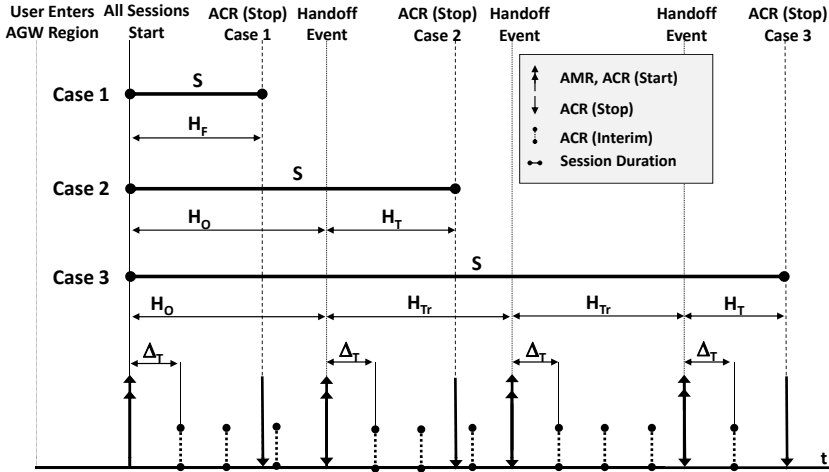 User Enters
AGW Region
All Sessions
Start
ACR (Stop)
Case 1
Handoff
Event
ACR (Stop)
Case 2
Handoff
Event
Handoff
Event
ACR (Stop)
Case 3
Case 1
S
H_F
Case 2
S
H_O
H_T
Case 3
S
H_O
H_Tr
H_Tr
H_T
Δ_T
Δ_T
Δ_T
Δ_T
t
AMR, ACR (Start)
ACR (Stop)
ACR (Interim)
Session Duration